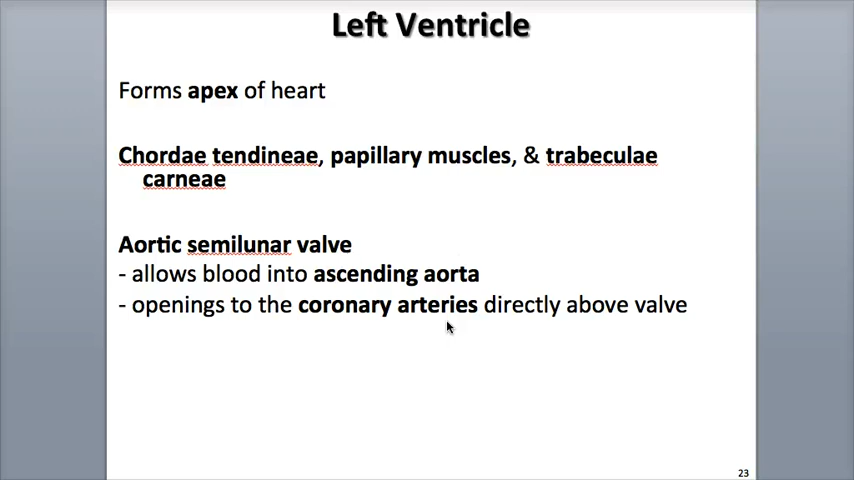 Left Ventricle
Forms apex of heart
Chordae tendineae, papillary muscles, & trabeculae
carneae
Aortic semilunar valve
- allows blood into ascending aorta
- openings to the coronary arteries directly above valve
23